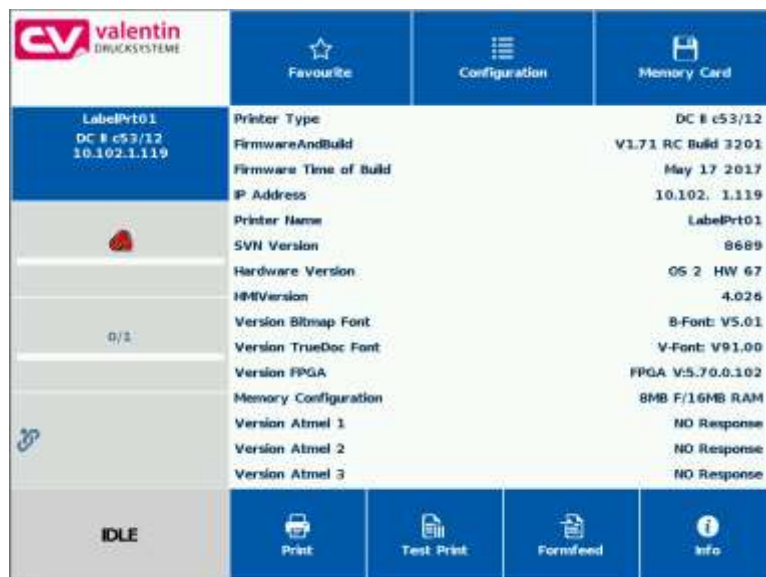 CV valentin
DRUCKSYSTEME
Favourite
Configuration
Memory Card
LabelPrt01
DC II c53/12
10.102.1.119
Printer Type DC II c53/12
FirmwareAndBuild V1.71 RC Build 3201
Firmware Time of Build May 17 2017
IP Address 10.102. 1.119
Printer Name LabelPrt01
SVN Version 8689
Hardware Version OS 2 HW 67
HMIVersion 4.026
Version Bitmap Font B-Font: V5.01
Version TrueDoc Font V-Font: V91.00
Version FPGA FPGA V:5.70.0.102
Memory Configuration 8MB F/16MB RAM
Version Atmel 1 NO Response
Version Atmel 2 NO Response
Version Atmel 3 NO Response
0/1
IDLE
Print
Test Print
Formfeed
Info